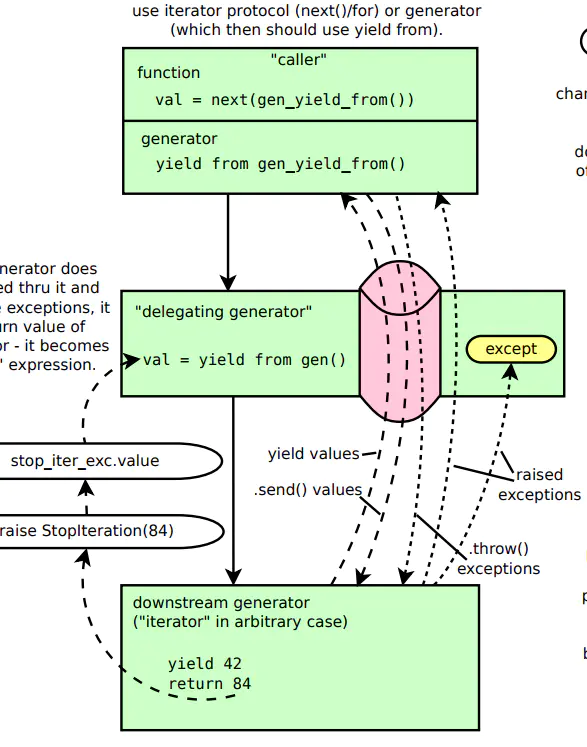 use iterator protocol (next()/for) or generator
(which then should use yield from).
"caller"
function
val = next(gen_yield_from())
generator
yield from gen_yield_from()
char
do
of
nerator does
ed thru it and
e exceptions, it
urn value of
or - it becomes
" expression.
"delegating generator"
val = yield from gen()
except
stop_iter_exc.value
raise StopIteration(84)
yield values
.send() values
raised
exceptions
.throw()
exceptions
downstream generator
("iterator" in arbitrary case)
yield 42
return 84